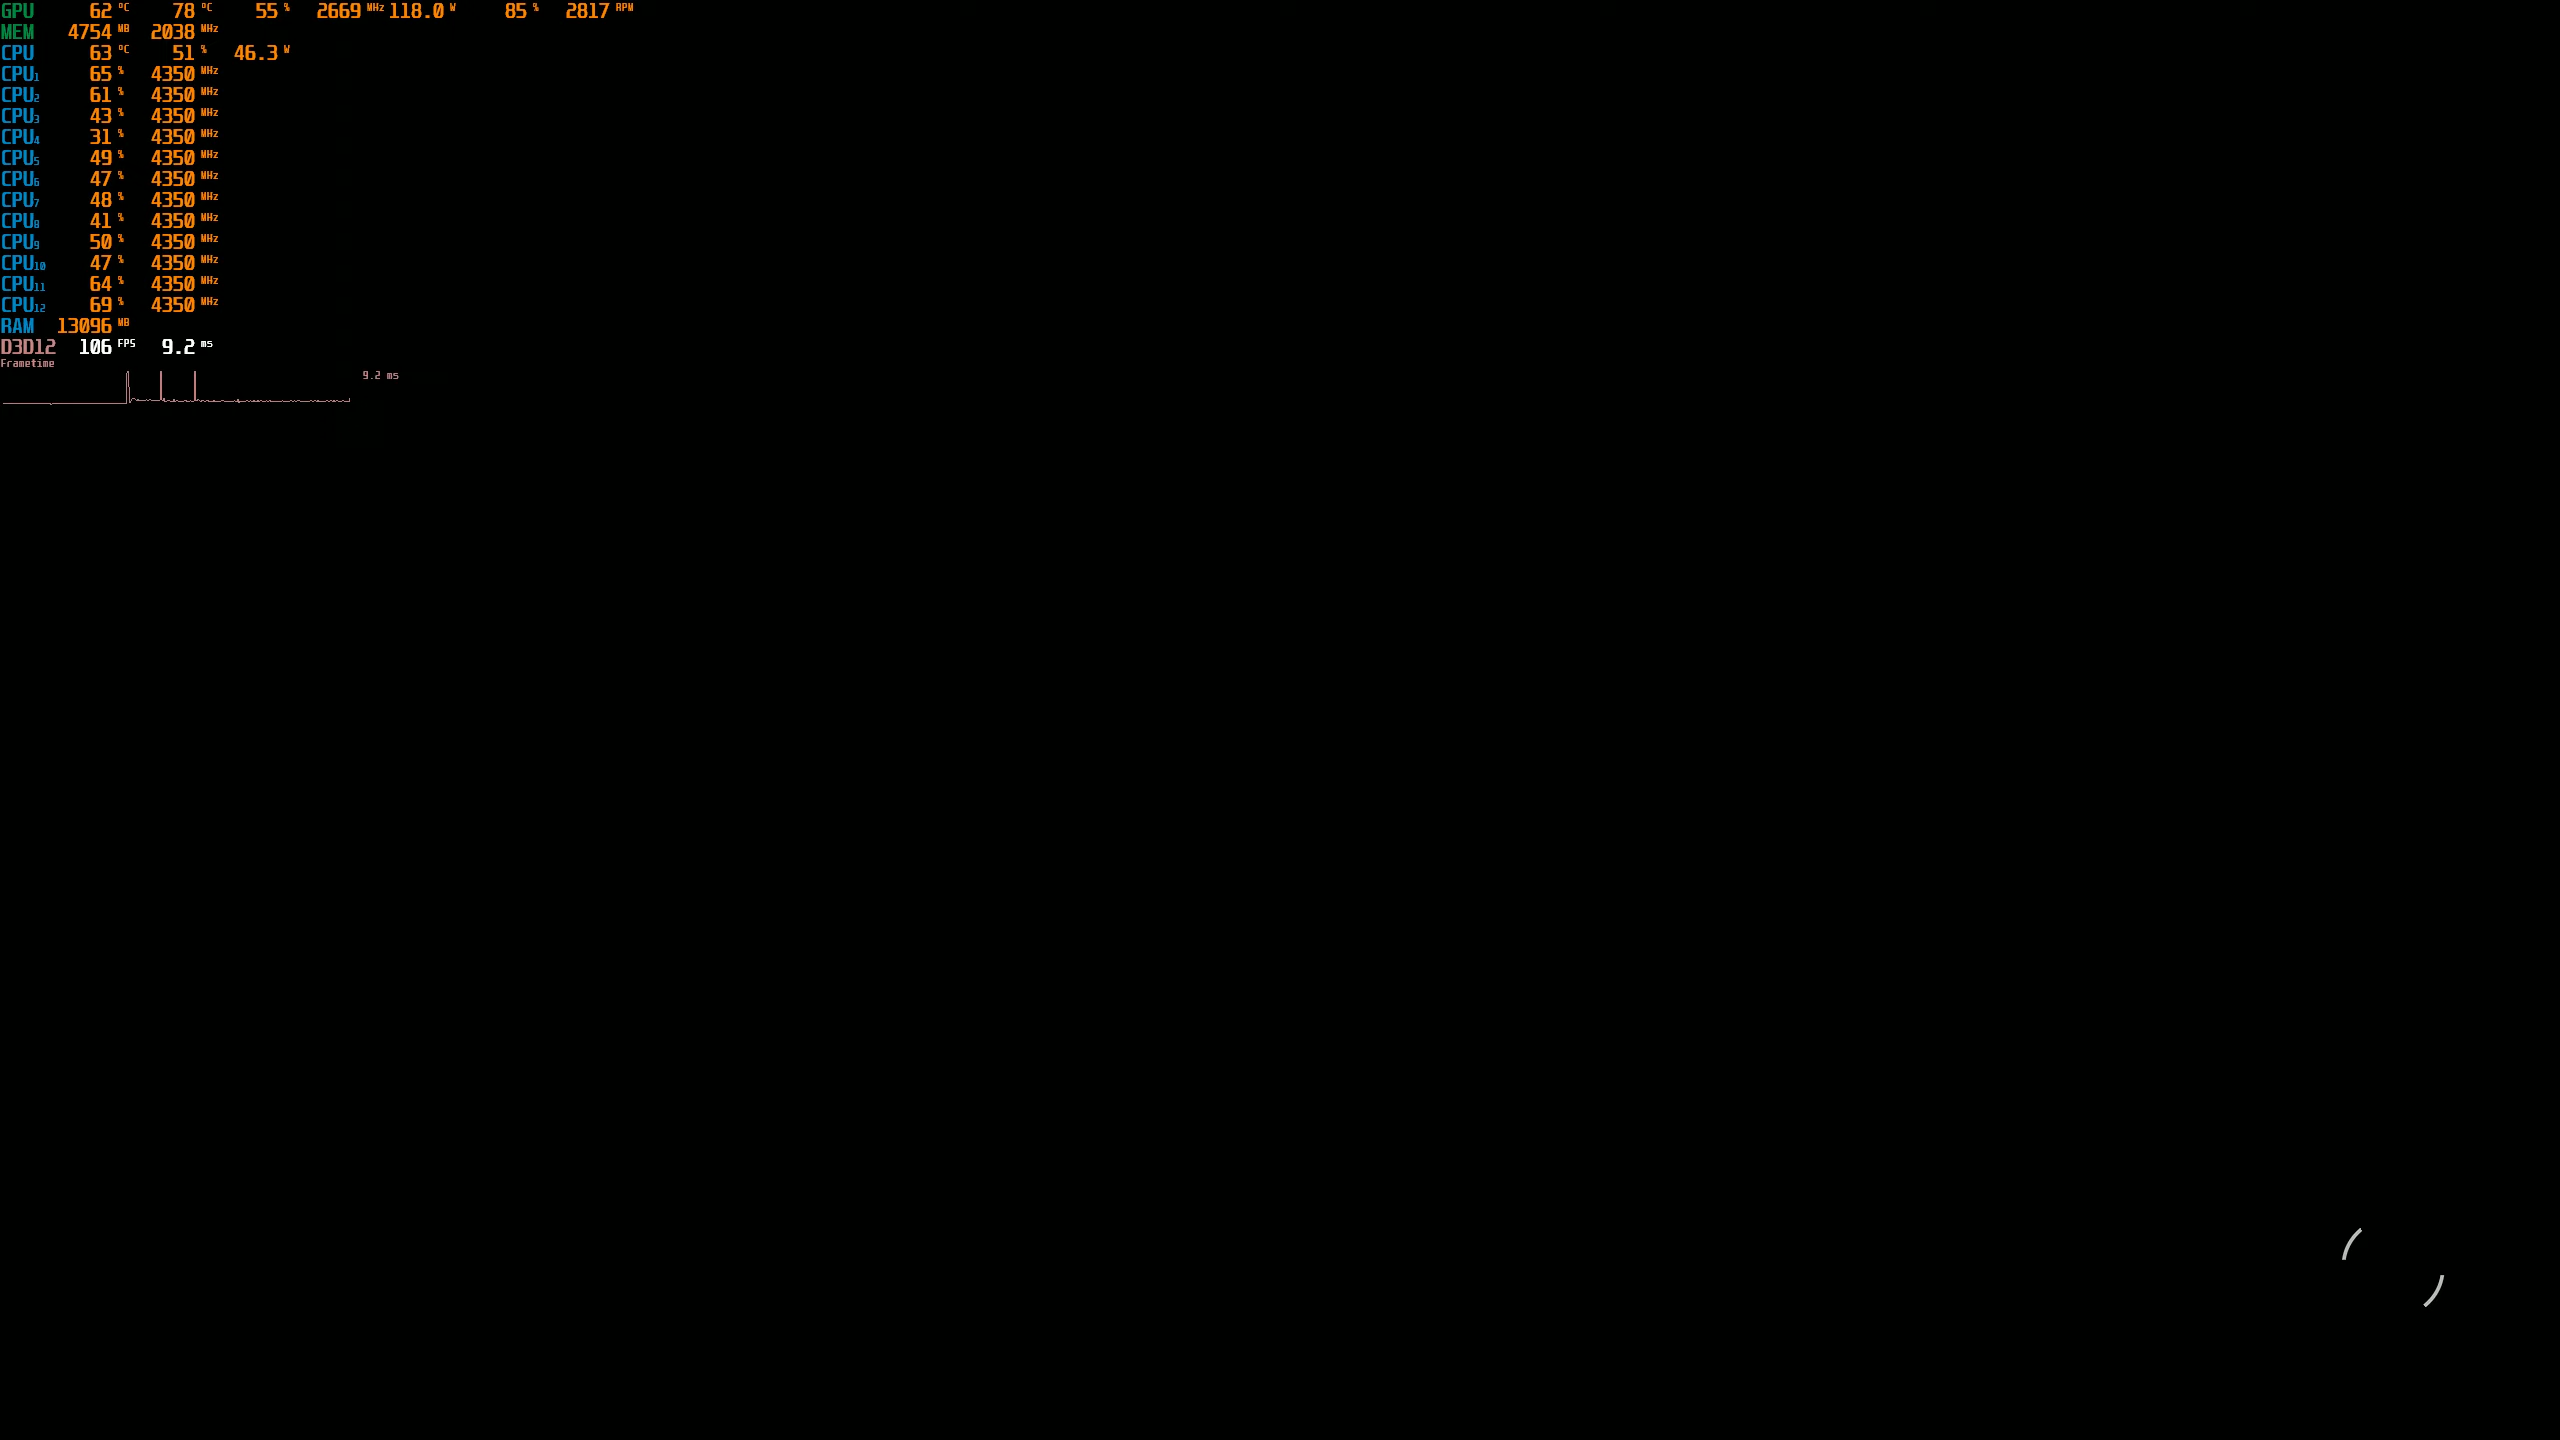 GPU 62 °C 78 °C 55 % 2669 MHz 118.0 W 85 % 2817 RPM
MEM 4754 MB 2038 MHz
CPU 63 °C 51 % 46.3 W
CPU1 65 % 4350 MHz
CPU2 61 % 4350 MHz
CPU3 43 % 4350 MHz
CPU4 31 % 4350 MHz
CPU5 49 % 4350 MHz
CPU6 47 % 4350 MHz
CPU7 48 % 4350 MHz
CPU8 41 % 4350 MHz
CPU9 50 % 4350 MHz
CPU10 47 % 4350 MHz
CPU11 64 % 4350 MHz
CPU12 69 % 4350 MHz
RAM 13096 MB
D3D12 106 FPS 9.2 ms
Frametime
9.2 ms